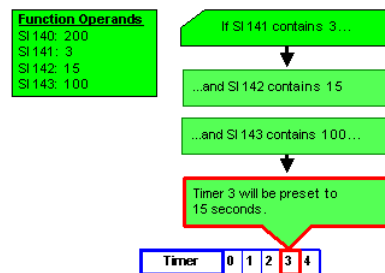 Function Operands
SI 140: 200
SI 141: 3
SI 142: 15
SI 143: 100
If SI 141 contains 3...
...and SI 142 contains 15
...and SI 143 contains 100...
Timer 3 will be preset to
15 seconds.
Timer 0 1 2 3 4